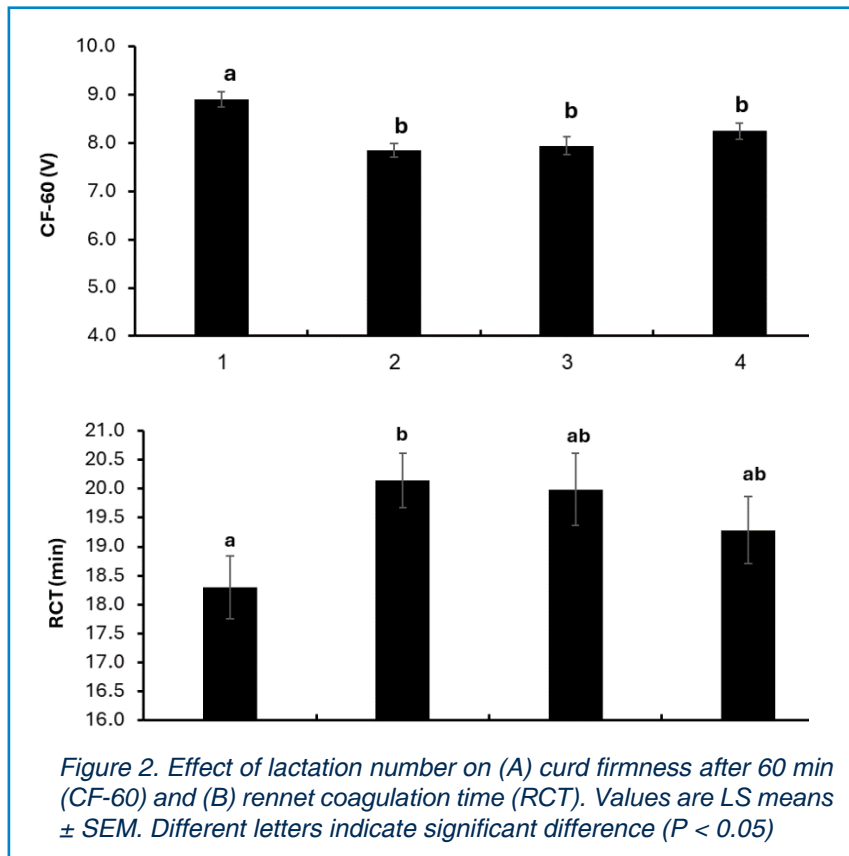 10.0
a
9.0
b
b
b
8.0
7.0
6.0
5.0
4.0
CF-60 (V)
1 2 3 4
21.0
b
ab
20.5
20.0
ab
19.5
19.0
a
18.5
18.0
17.5
17.0
16.5
16.0
RCT (min)
Figure 2. Effect of lactation number on (A) curd firmness after 60 min
(CF-60) and (B) rennet coagulation time (RCT). Values are LS means
± SEM. Different letters indicate significant difference (P < 0.05)